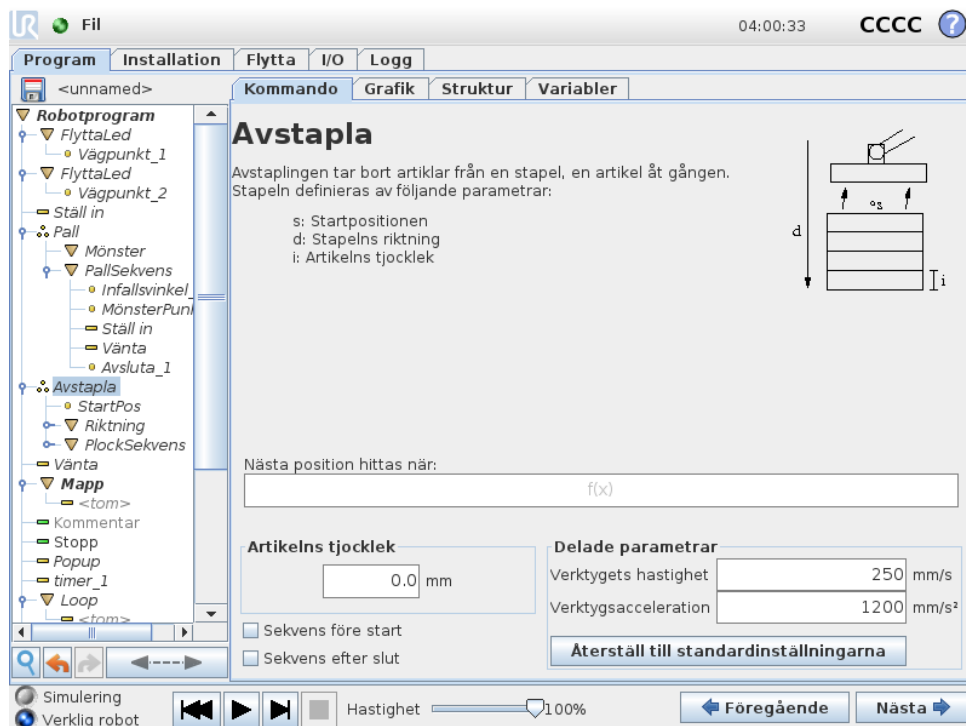 UR Fil 04:00:33 CCCC ?
Program Installation Flytta I/O Logg
<unnamed>
Kommando Grafik Struktur Variabler
Robotprogram
FlyttaLed
Vägpunkt_1
FlyttaLed
Vägpunkt_2
Ställ in
Pall
Mönster
PallSekvens
Infallsvinkel_
MönsterPunl
Ställ in
Vänta
Avsluta_1
Avstapla
StartPos
Riktning
PlockSekvens
Vänta
Mapp
<tom>
Kommentar
Stopp
Popup
timer_1
Loop
<tom>
Avstapla
Avstaplingen tar bort artiklar från en stapel, en artikel åt gången.
Stapeln definieras av följande parametrar:
s: Startpositionen
d: Stapelns riktning
i: Artikelns tjocklek
d
s
i
Nästa position hittas när:
f(x)
Artikelns tjocklek
0.0 mm
Sekvens före start
Sekvens efter slut
Delade parametrar
Verktygets hastighet 250 mm/s
Verktygsacceleration 1200 mm/s²
Återställ till standardinställningarna
Simulering
Verklig robot
Hastighet 100%
Föregående Nästa